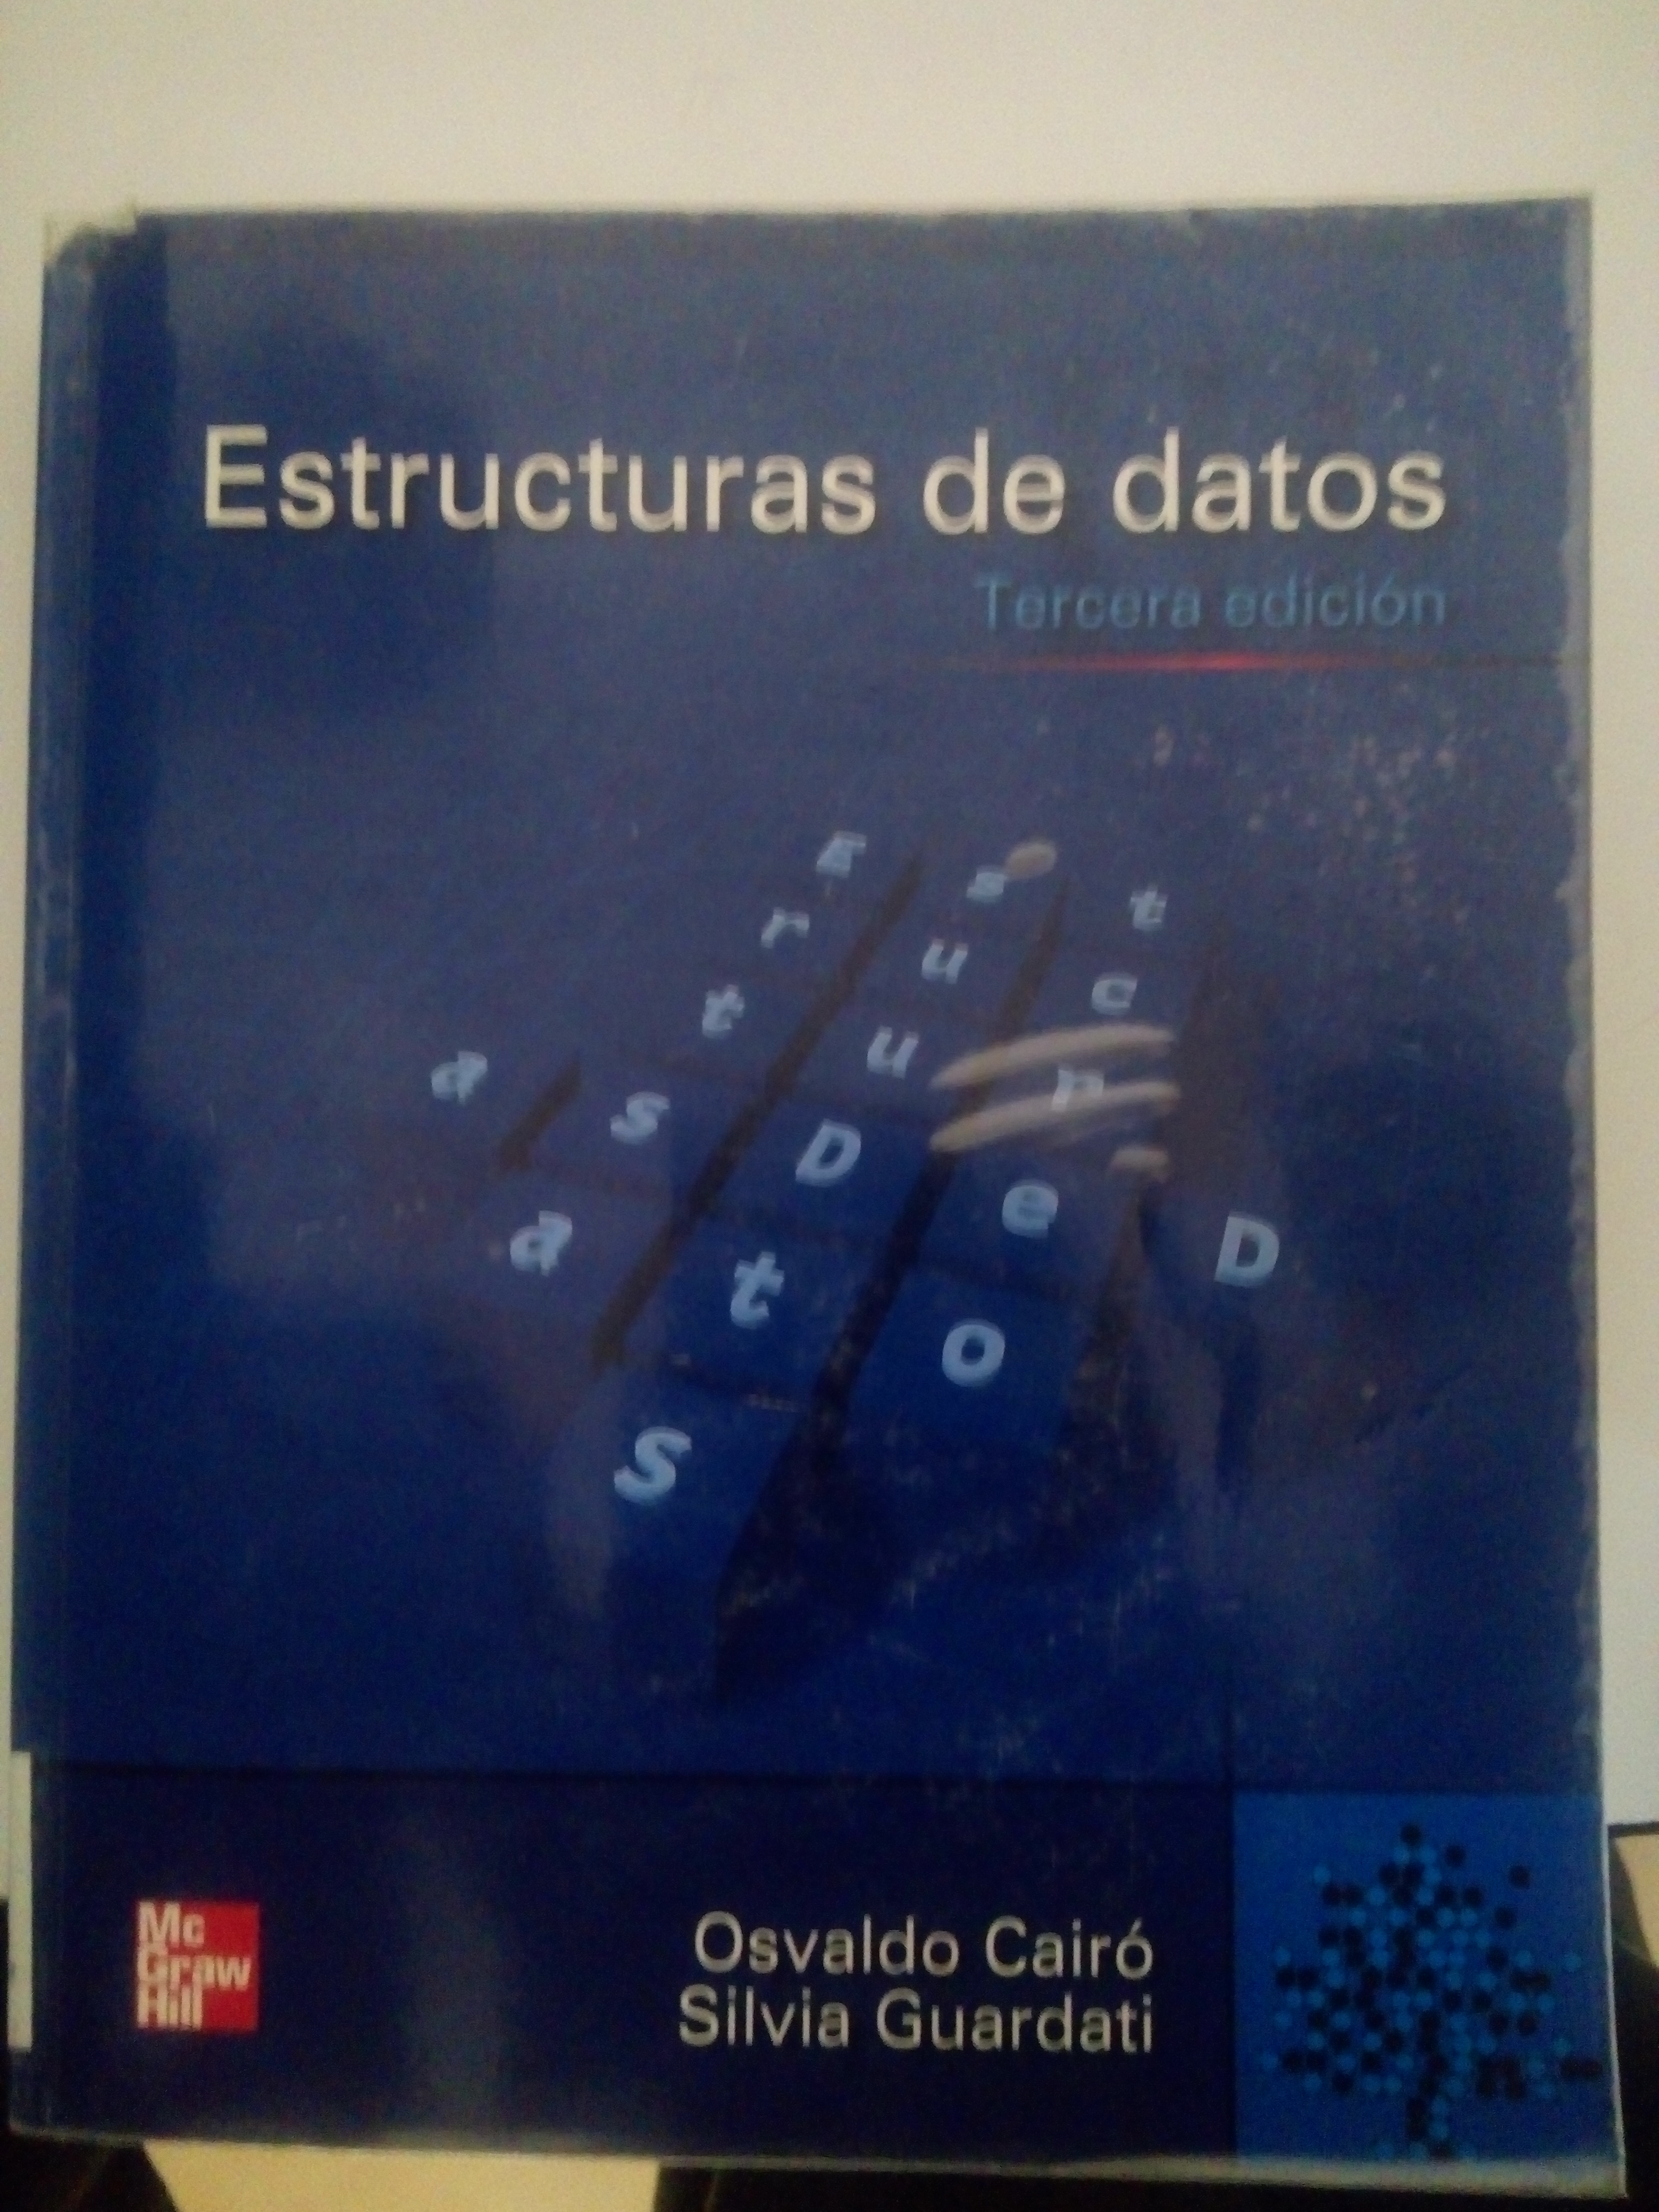 Estructuras de datos
Tercera edición
E s t
r u c
t u r
a s D e D
a t o
s
Mc
Graw
Hill
Osvaldo Cairó
Silvia Guardati